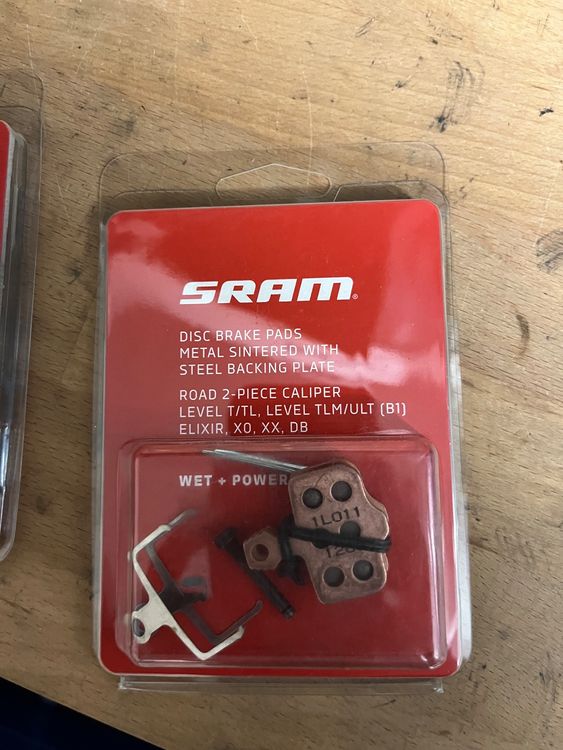 SRAM®
DISC BRAKE PADS
METAL SINTERED WITH
STEEL BACKING PLATE
ROAD 2-PIECE CALIPER
LEVEL T/TL, LEVEL TLM/ULT (B1)
ELIXIR, X0, XX, DB
WET + POWER
1L011